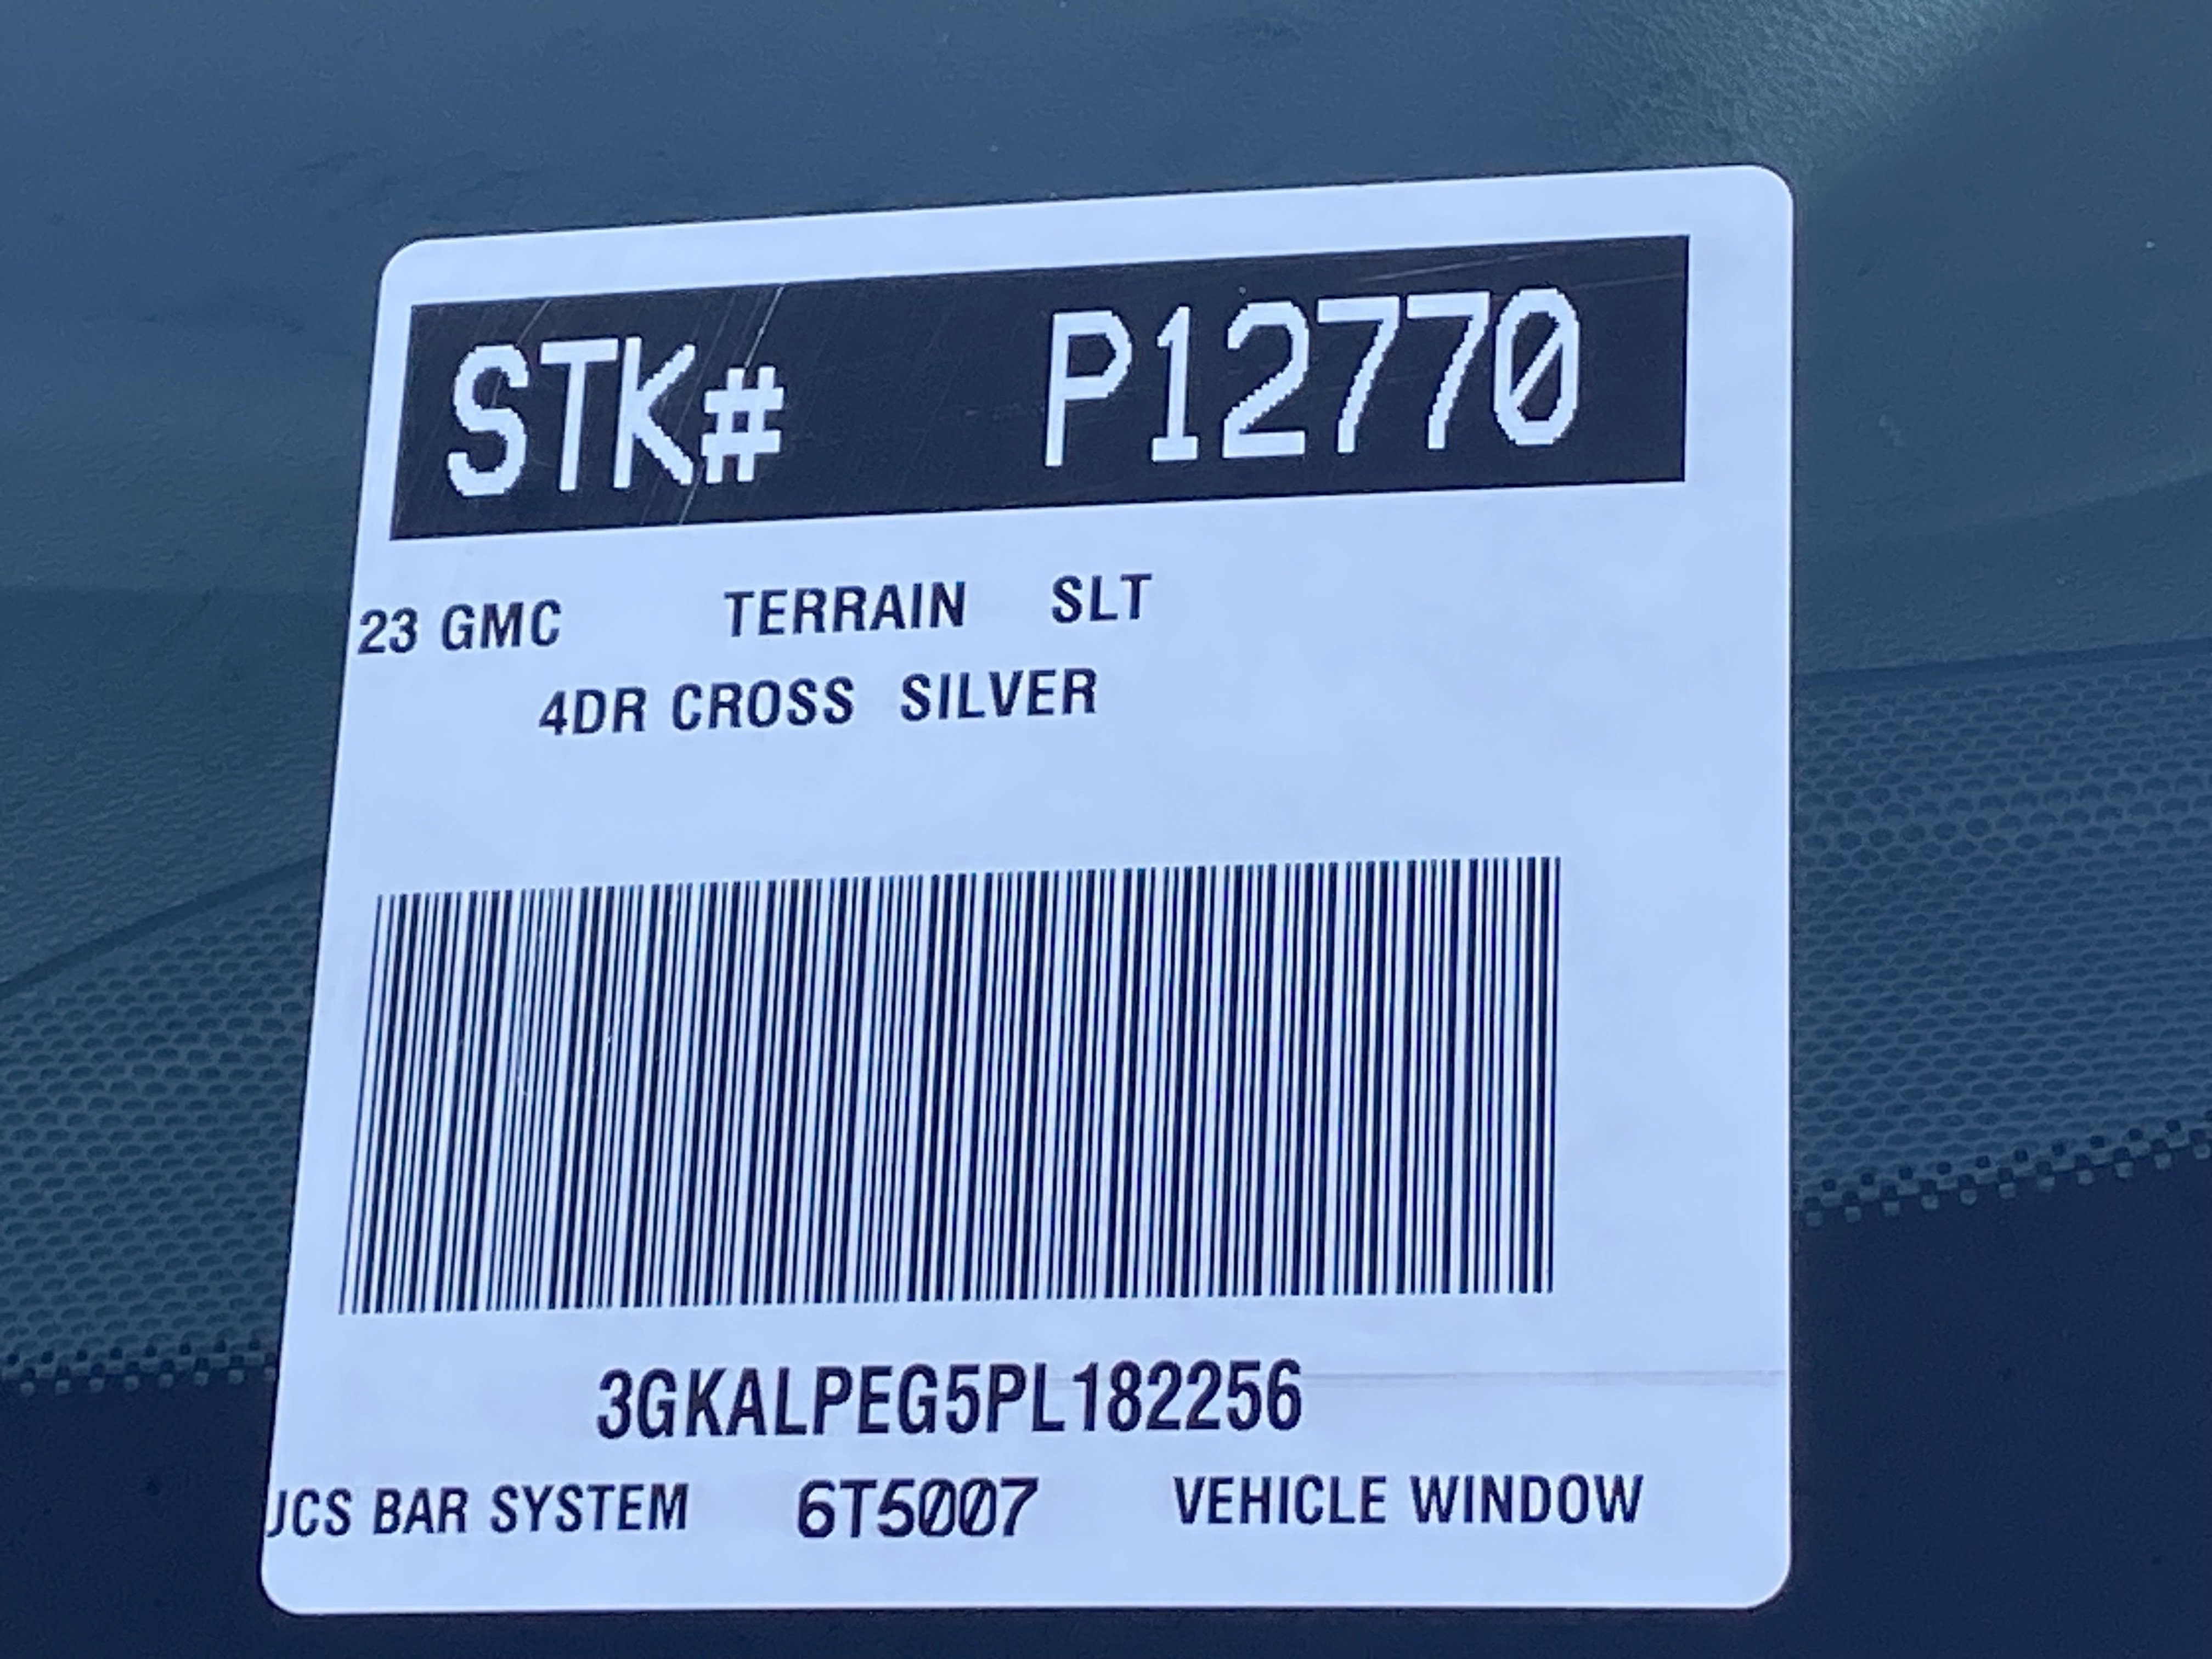 STK# P12770
23 GMC TERRAIN SLT
4DR CROSS SILVER
3GKALPEG5PL182256
UCS BAR SYSTEM 6T5007 VEHICLE WINDOW